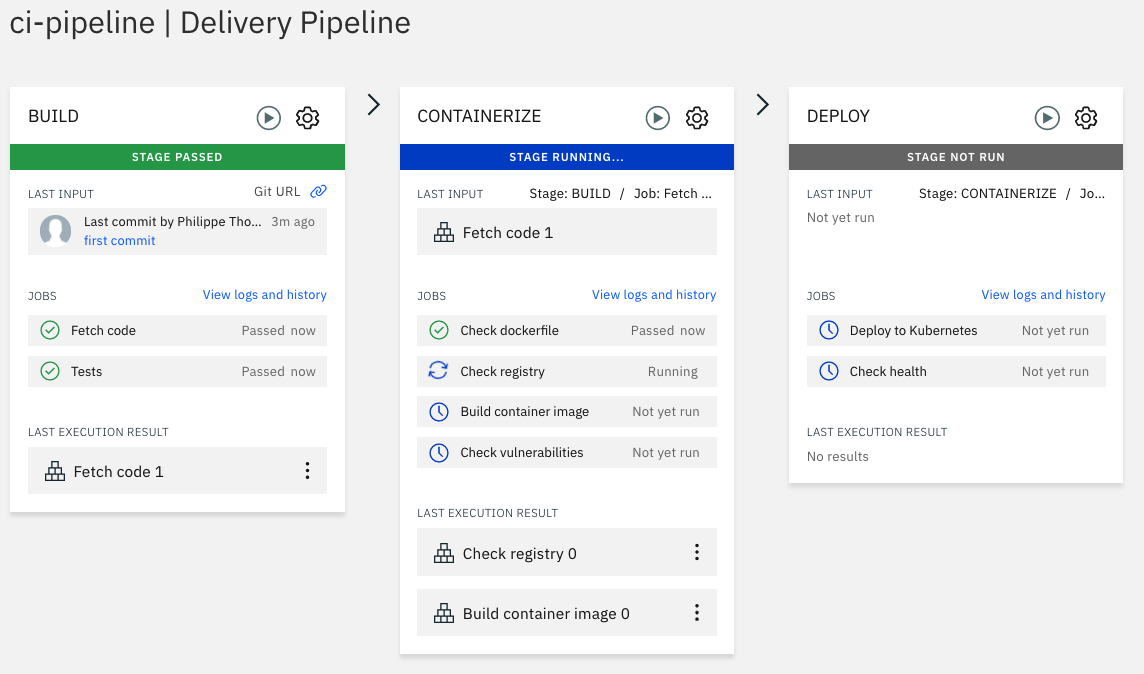 ci-pipeline | Delivery Pipeline
BUILD
STAGE PASSED
LAST INPUT Git URL
Last commit by Philippe Tho... 3m ago
first commit
JOBS View logs and history
Fetch code Passed now
Tests Passed now
LAST EXECUTION RESULT
Fetch code 1
CONTAINERIZE
STAGE RUNNING...
LAST INPUT Stage: BUILD / Job: Fetch ...
Fetch code 1
JOBS View logs and history
Check dockerfile Passed now
Check registry Running
Build container image Not yet run
Check vulnerabilities Not yet run
LAST EXECUTION RESULT
Check registry 0
Build container image 0
DEPLOY
STAGE NOT RUN
LAST INPUT Stage: CONTAINERIZE / Jo...
Not yet run
JOBS View logs and history
Deploy to Kubernetes Not yet run
Check health Not yet run
LAST EXECUTION RESULT
No results